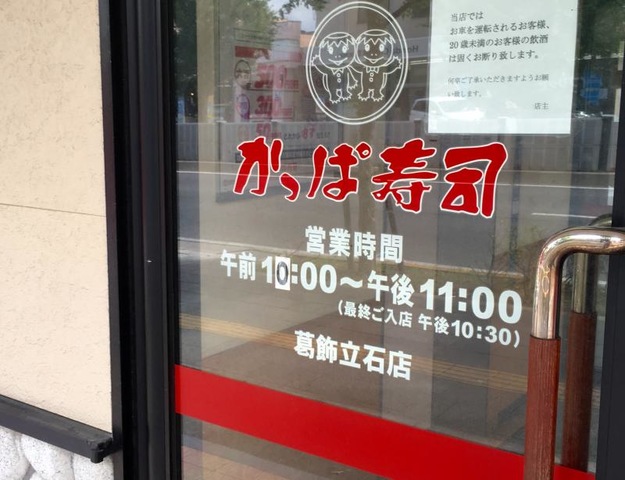 当店では
お車を運転されるお客様、
20歳未満のお客様の飲酒
は固くお断り致します。
何卒ご了承いただきますようお願
い致します。
店主
かっぱ寿司
営業時間
午前10:00～午後11:00
（最終ご入店 午後10:30）
葛飾立石店